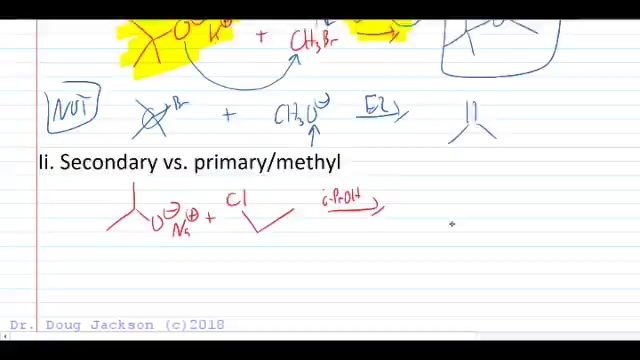 O⊖ K⊕ + CH3Br → O
NOT Br + CH3O⊖ E2
Ii. Secondary vs. primary/methyl
O⊖ Na⊕ + Cl i-PrOH
Dr. Doug Jackson (c)2018